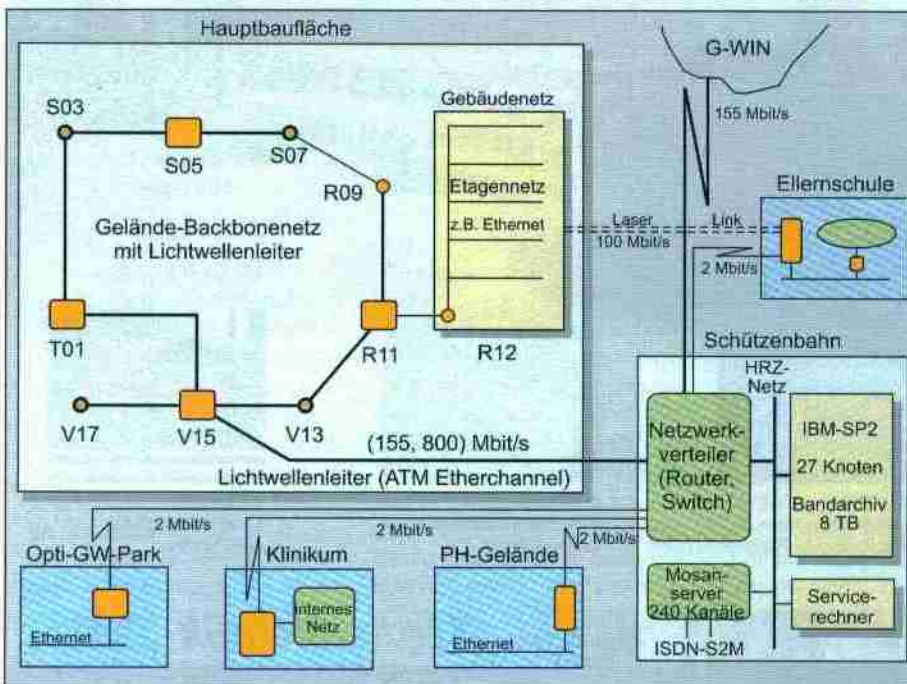 Hauptbaufläche
G-WIN
155 Mbit/s
S03
S05
S07
R09
Gebäudenetz
Etagennetz
z.B. Ethernet
Gelände-Backbonenetz
mit Lichtwellenleiter
Laser Link
100 Mbit/s
2 Mbit/s
Ellernschule
T01
R11
R12
V17
V15
V13
(155, 800) Mbit/s
Lichtwellenleiter (ATM Etherchannel)
Schützenbahn
HRZ-
Netz
Netzwerk-
verteiler
(Router,
Switch)
IBM-SP2
27 Knoten
Bandarchiv
8 TB
Mosan-
server
240 Kanäle
ISDN-S2M
Service-
rechner
2 Mbit/s
2 Mbit/s
2 Mbit/s
Opti-GW-Park
Ethernet
Klinikum
internes
Netz
PH-Gelände
Ethernet